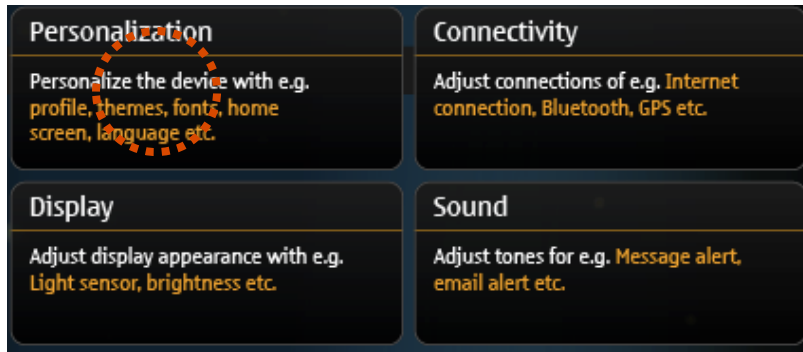 Personalization
Personalize the device with e.g.
profile, themes, fonts, home
screen, language etc.
Connectivity
Adjust connections of e.g. Internet
connection, Bluetooth, GPS etc.
Display
Adjust display appearance with e.g.
Light sensor, brightness etc.
Sound
Adjust tones for e.g. Message alert,
email alert etc.